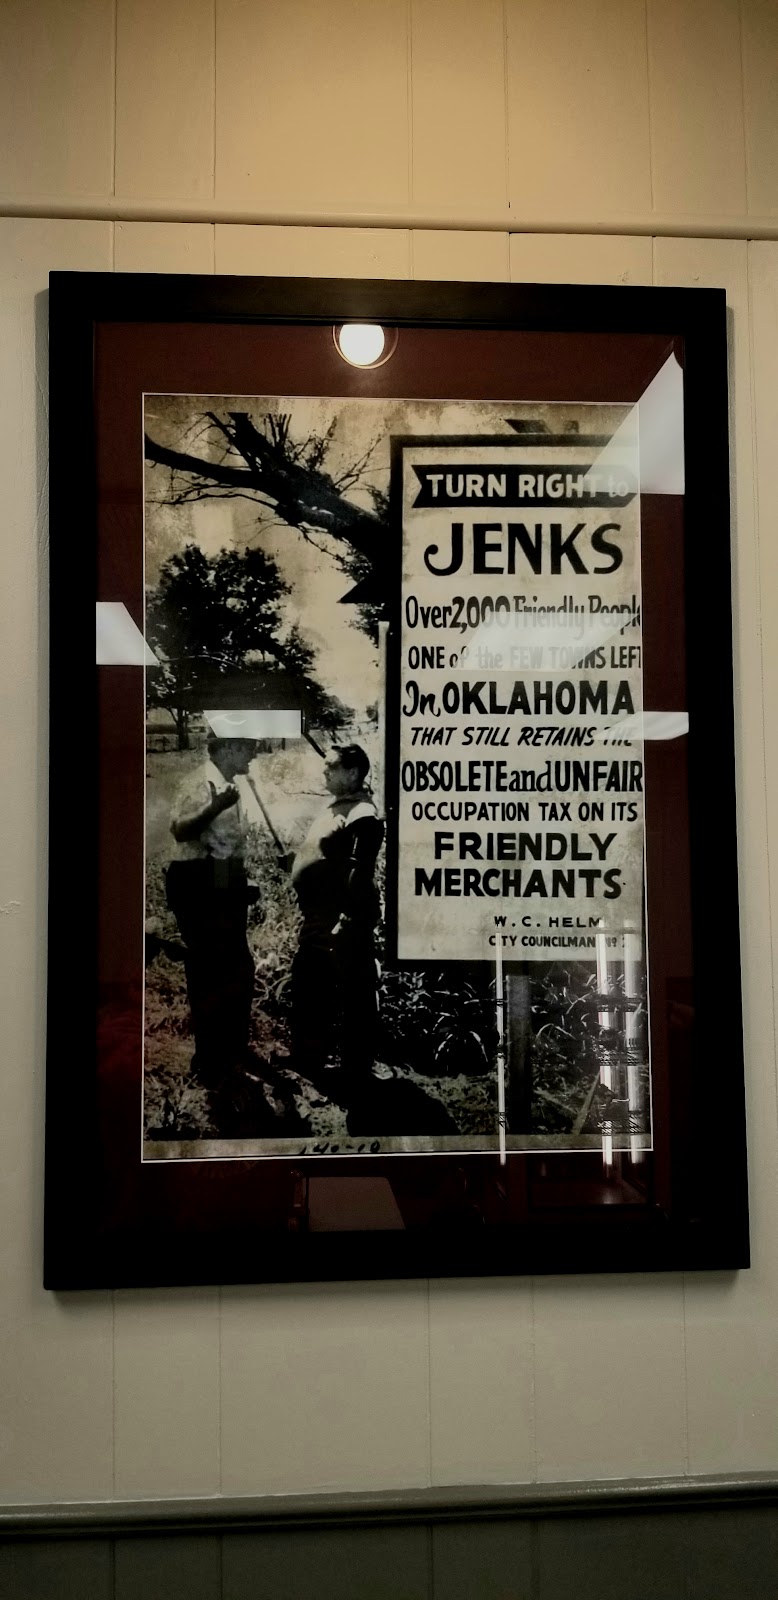 TURN RIGHT to
JENKS
Over 2,000 Friendly People
ONE of the FEW TOWNS LEFT
In OKLAHOMA
THAT STILL RETAINS THE
OBSOLETE and UNFAIR
OCCUPATION TAX ON ITS
FRIENDLY
MERCHANTS
W. C. HELM
CITY COUNCILMAN